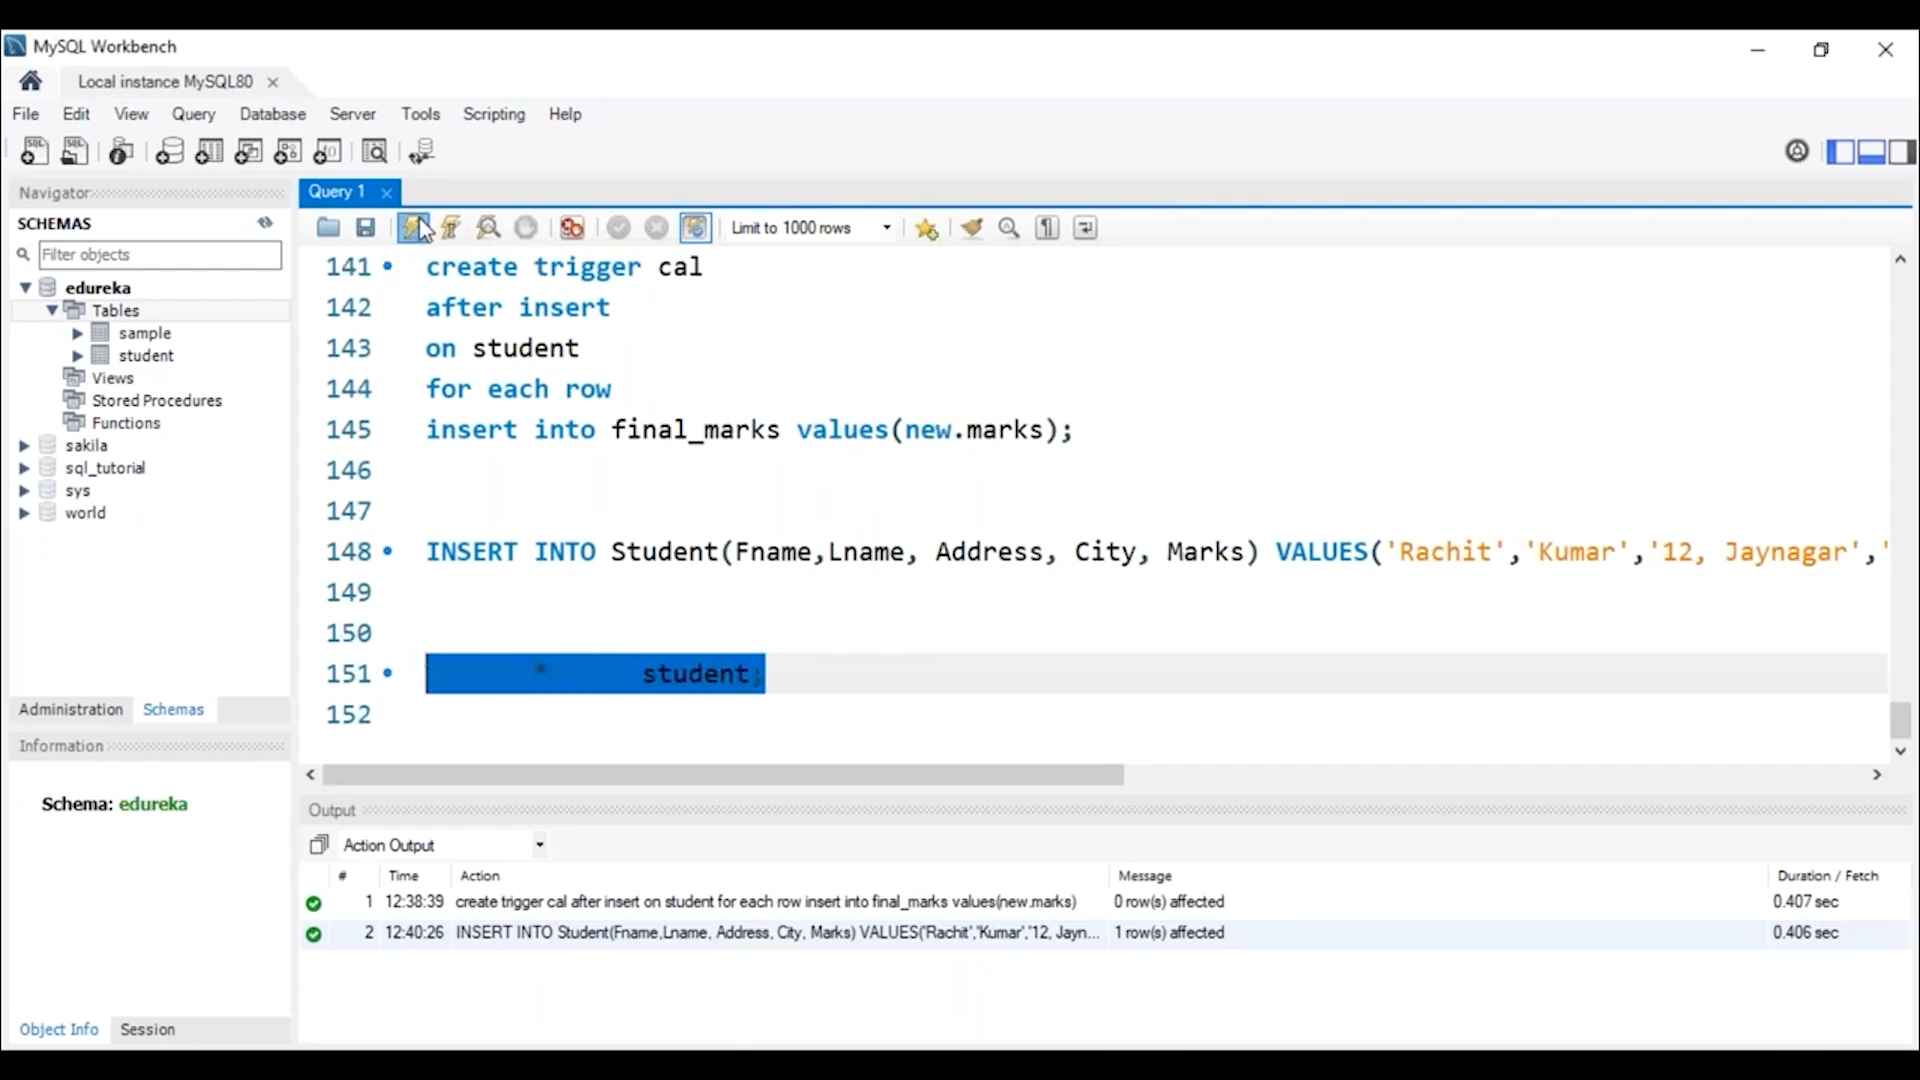 MySQL Workbench
Local instance MySQL80
File Edit View Query Database Server Tools Scripting Help
Navigator
SCHEMAS
Filter objects
edureka
Tables
sample
student
Views
Stored Procedures
Functions
sakila
sql_tutorial
sys
world
Administration Schemas
Information
Schema: edureka
Object Info Session
Query 1
Limit to 1000 rows
141 create trigger cal
142 after insert
143 on student
144 for each row
145 insert into final_marks values(new.marks);
146
147
148 INSERT INTO Student(Fname,Lname, Address, City, Marks) VALUES('Rachit','Kumar','12, Jaynagar','
149
150
151 * student;
152
Output
Action Output
# Time Action Message Duration / Fetch
1 12:38:39 create trigger cal after insert on student for each row insert into final_marks values(new.marks) 0 row(s) affected 0.407 sec
2 12:40:26 INSERT INTO Student(Fname,Lname, Address, City, Marks) VALUES('Rachit','Kumar','12, Jayn... 1 row(s) affected 0.406 sec